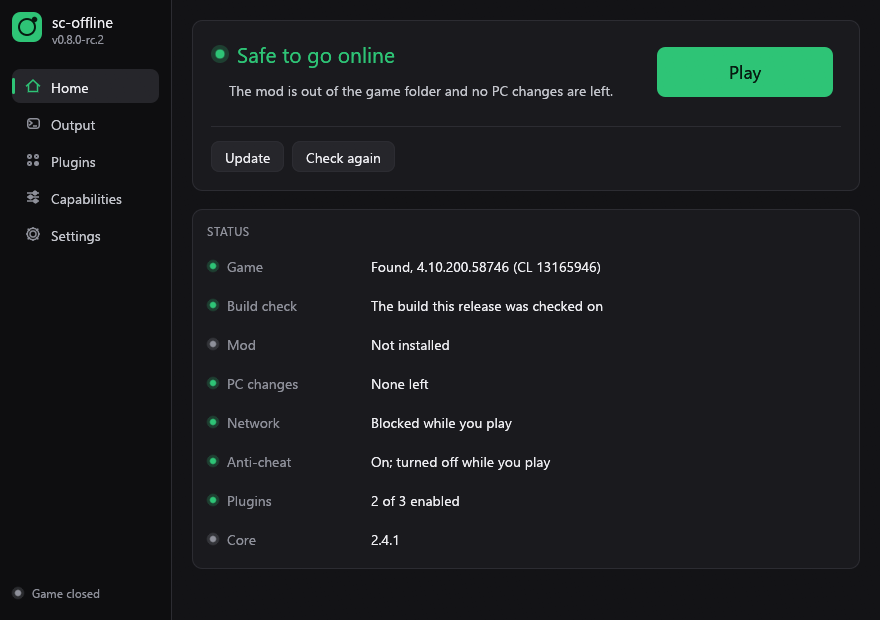 sc-offline
v0.8.0-rc.2
Home
Output
Plugins
Capabilities
Settings
Game closed
Safe to go online
The mod is out of the game folder and no PC changes are left.
Play
Update
Check again
STATUS
Game Found, 4.10.200.58746 (CL 13165946)
Build check The build this release was checked on
Mod Not installed
PC changes None left
Network Blocked while you play
Anti-cheat On; turned off while you play
Plugins 2 of 3 enabled
Core 2.4.1